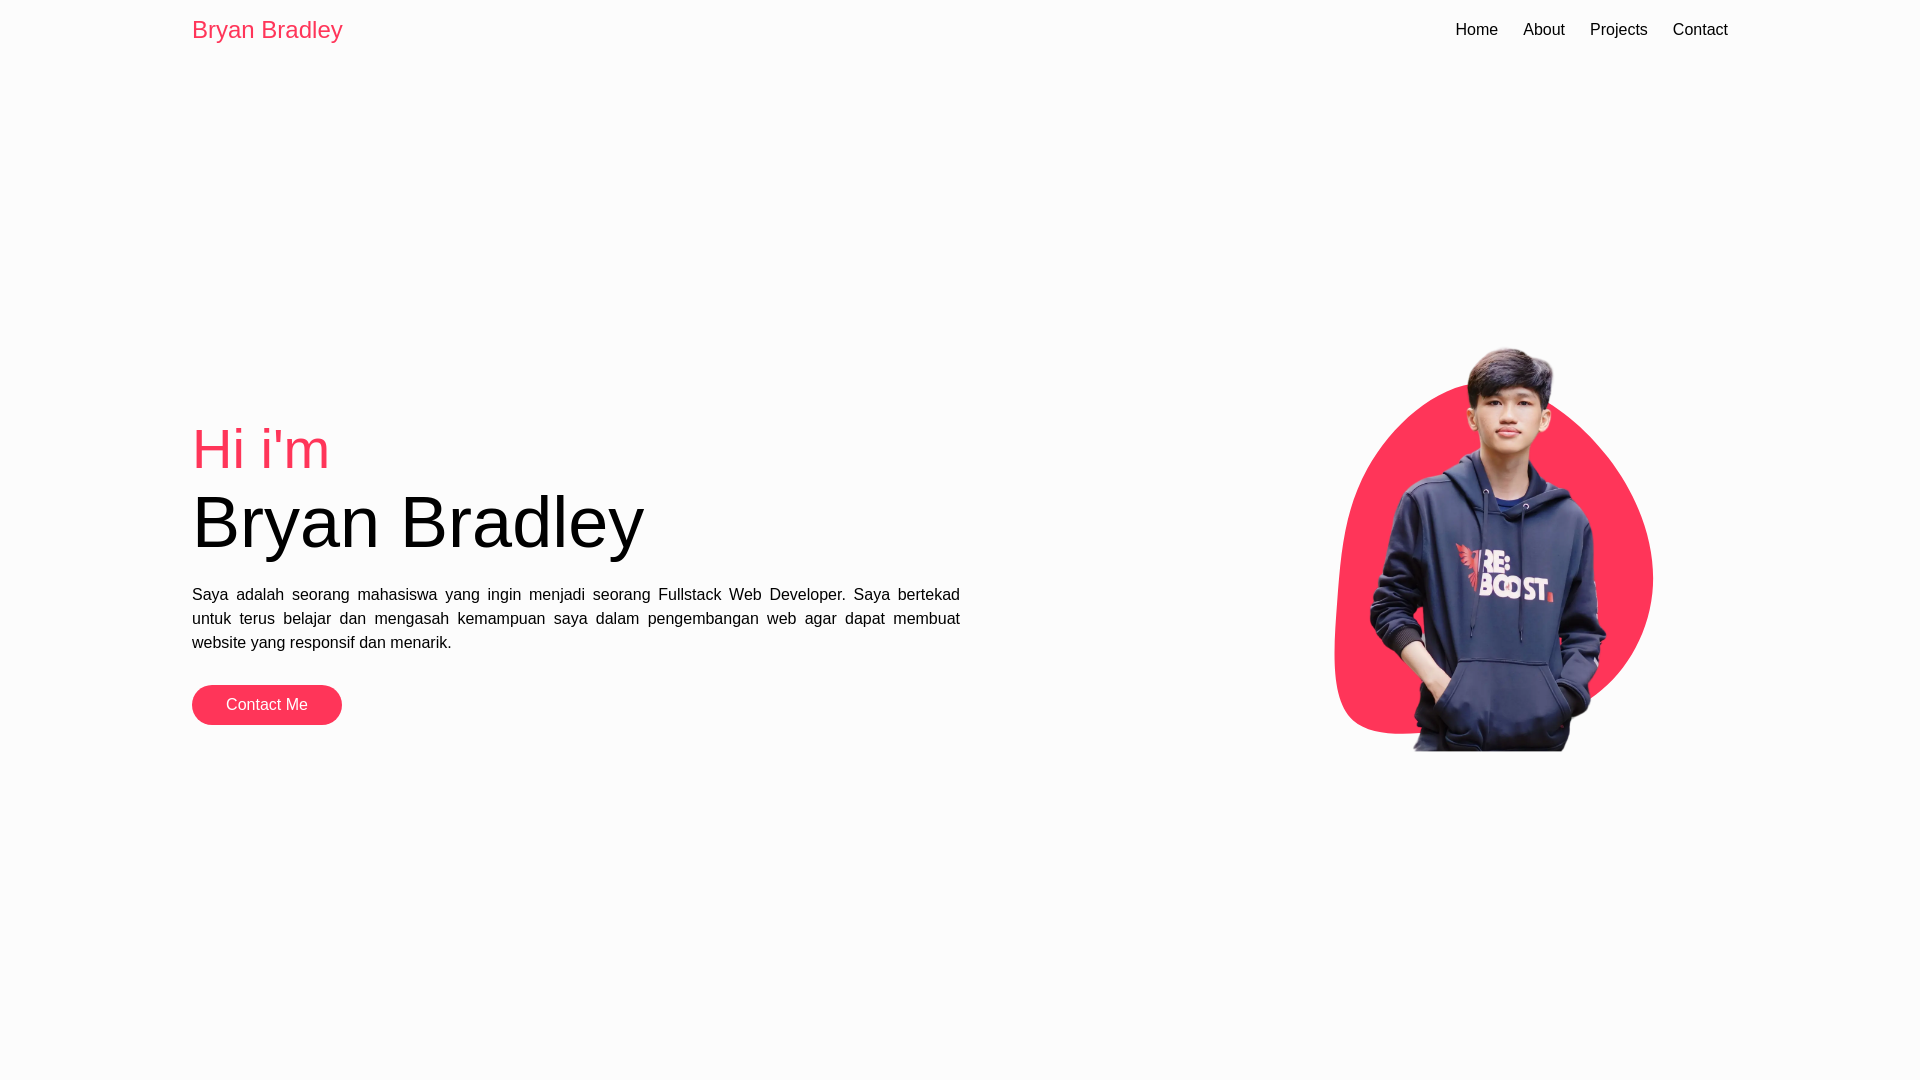 Bryan Bradley
Home
About
Projects
Contact
Hi i'm
Bryan Bradley
Saya adalah seorang mahasiswa yang ingin menjadi seorang Fullstack Web Developer. Saya bertekad
untuk terus belajar dan mengasah kemampuan saya dalam pengembangan web agar dapat membuat
website yang responsif dan menarik.
Contact Me
RE:
BOOST.